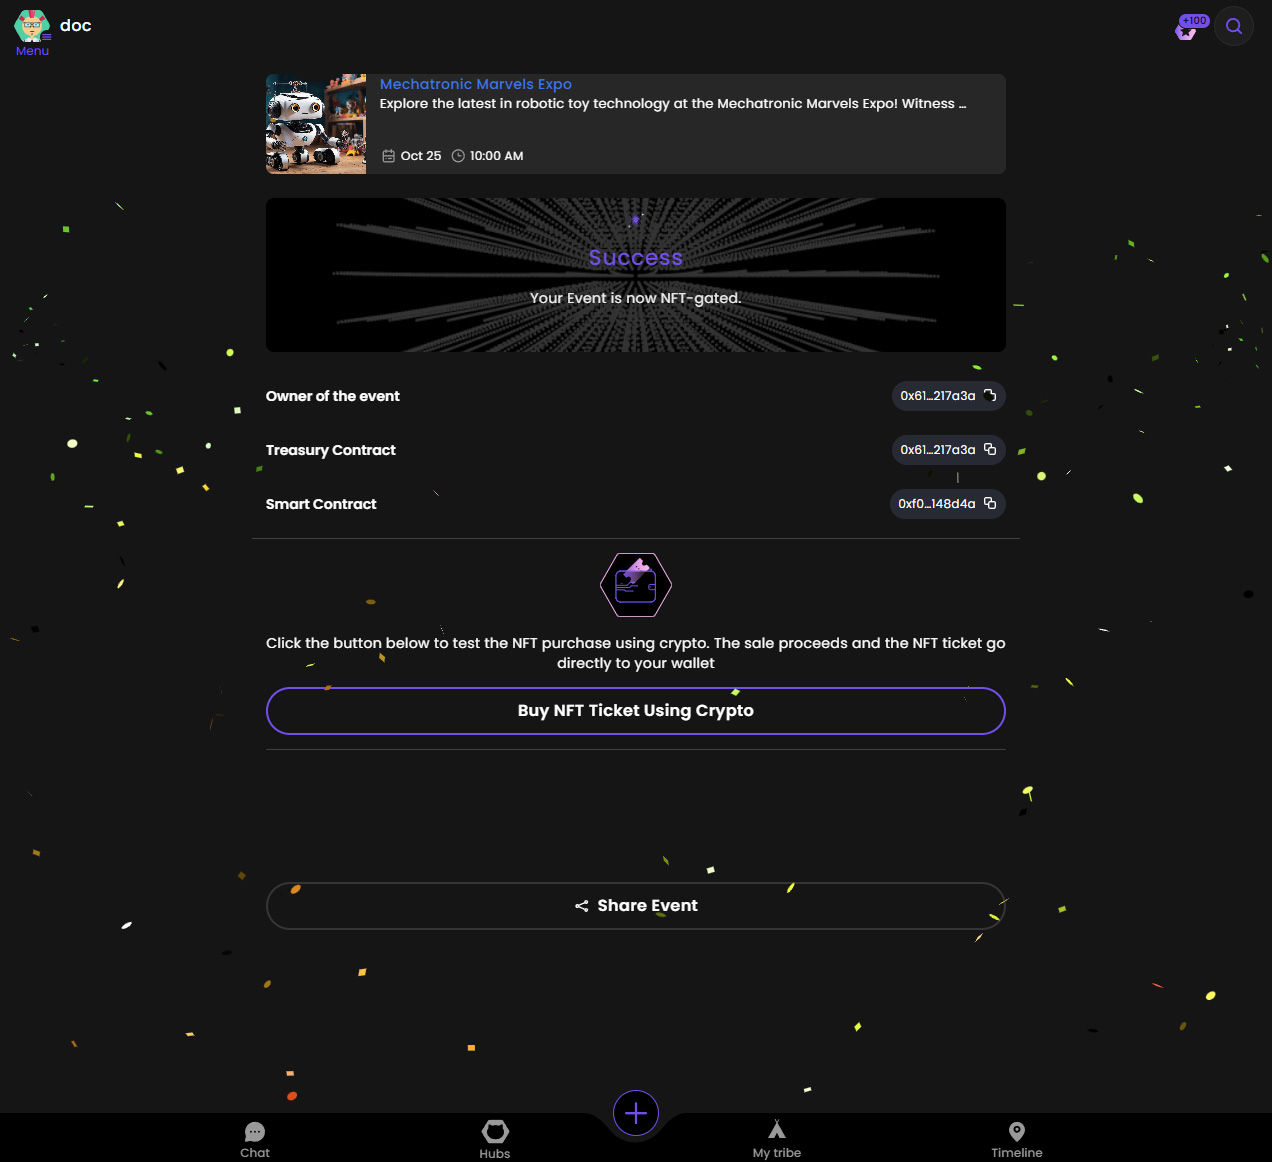 doc
+100
Menu
Mechatronic Marvels Expo
Explore the latest in robotic toy technology at the Mechatronic Marvels Expo! Witness ...
Oct 25 10:00 AM
Success
Your Event is now NFT-gated.
Owner of the event 0x61...217a3a
Treasury Contract 0x61...217a3a
Smart Contract 0xf0...148d4a
Click the button below to test the NFT purchase using crypto. The sale proceeds and the NFT ticket go
directly to your wallet
Buy NFT Ticket Using Crypto
Share Event
Chat Hubs My tribe Timeline